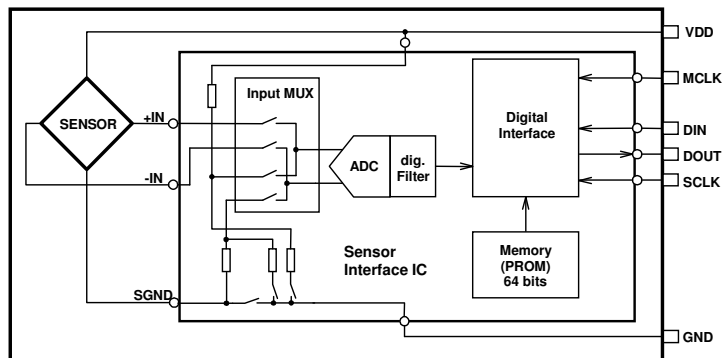 VDD
MCLK
Input MUX
+IN
SENSOR
Digital
Interface
DIN
DOUT
ADC
dig.
Filter
-IN
SCLK
Sensor
Interface IC
Memory
(PROM)
64 bits
SGND
GND